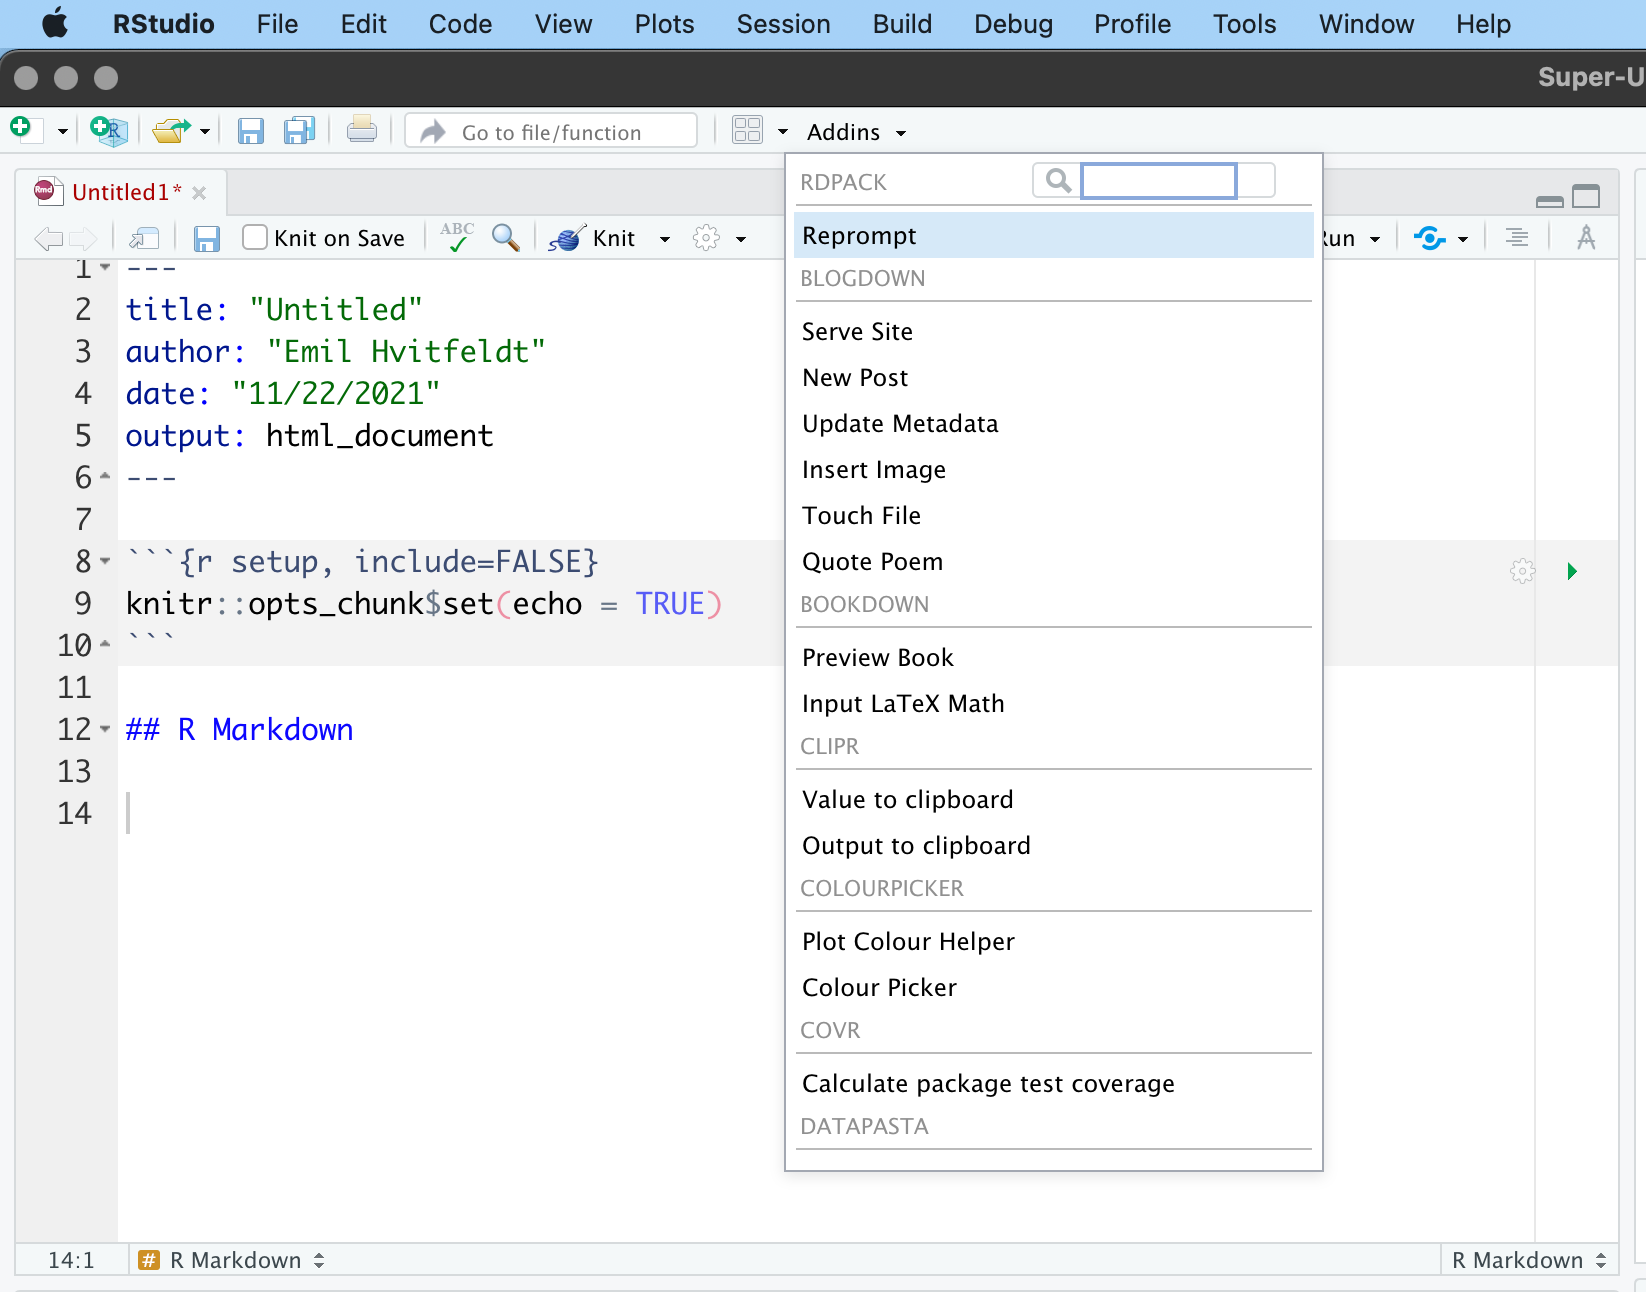 RStudio File Edit Code View Plots Session Build Debug Profile Tools Window Help
Super-U
R Go to file/function Addins
Rmd Untitled1*
Knit on Save ABC Knit Run
1 ---
2 title: "Untitled"
3 author: "Emil Hvitfeldt"
4 date: "11/22/2021"
5 output: html_document
6 ---
7
8 ```{r setup, include=FALSE}
9 knitr::opts_chunk$set(echo = TRUE)
10 ```
11
12 ## R Markdown
13
14
RDPACK
Reprompt
BLOGDOWN
Serve Site
New Post
Update Metadata
Insert Image
Touch File
Quote Poem
BOOKDOWN
Preview Book
Input LaTeX Math
CLIPR
Value to clipboard
Output to clipboard
COLOURPICKER
Plot Colour Helper
Colour Picker
COVR
Calculate package test coverage
DATAPASTA
14:1 # R Markdown R Markdown